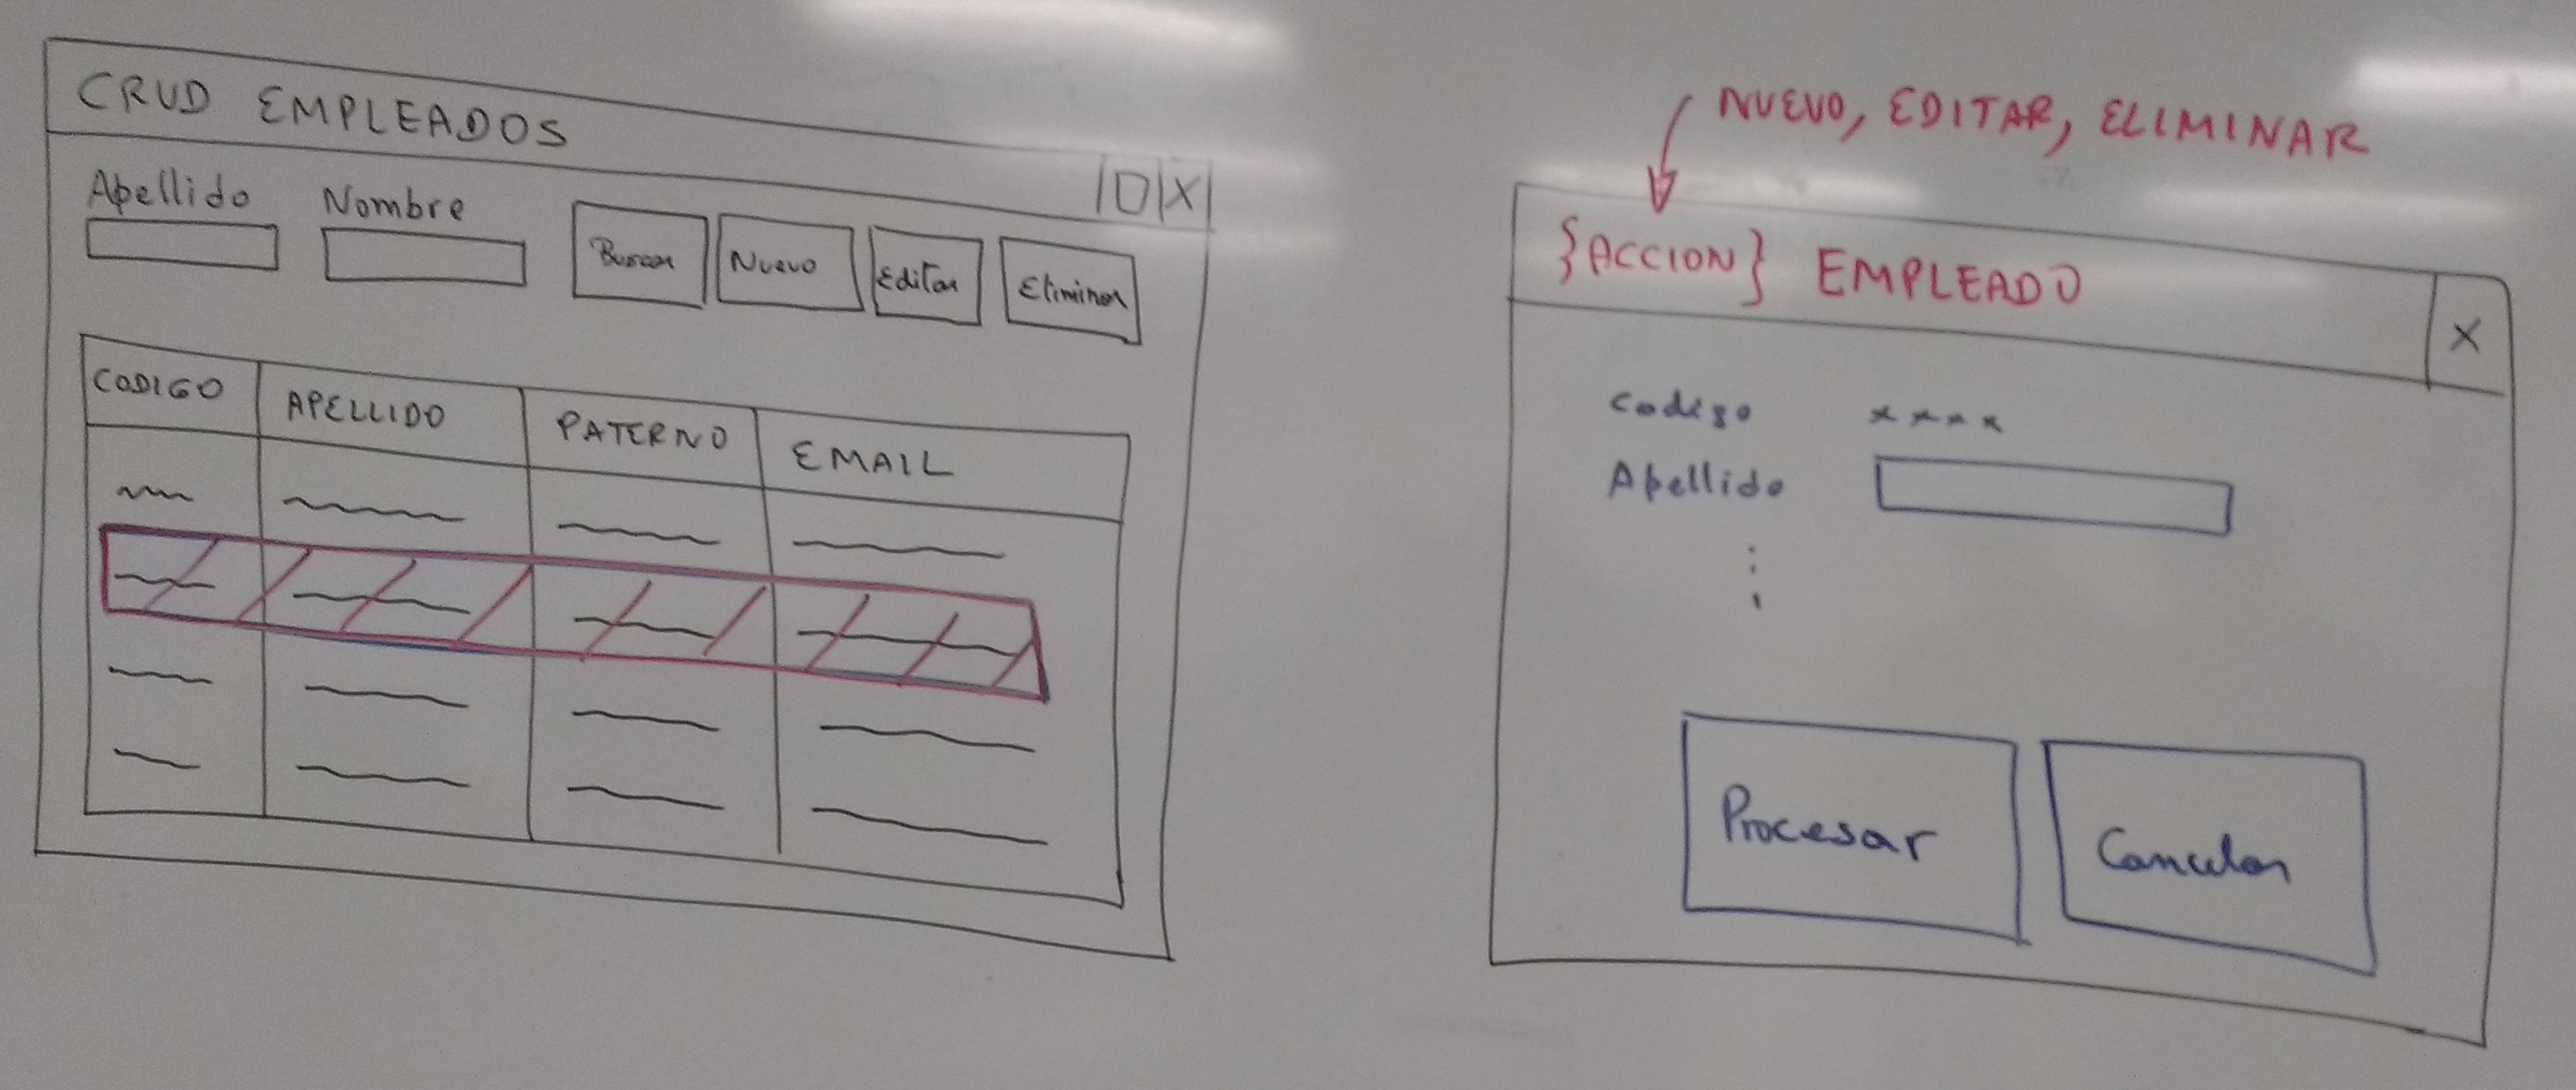 CRUD EMPLEADOS
X
Apellido Nombre
Buscar Nuevo Editar Eliminar
CODIGO APELLIDO PATERNO EMAIL
NUEVO, EDITAR, ELIMINAR
{ACCION} EMPLEADO
X
Codigo xxxx
Apellido
Procesar Cancelar